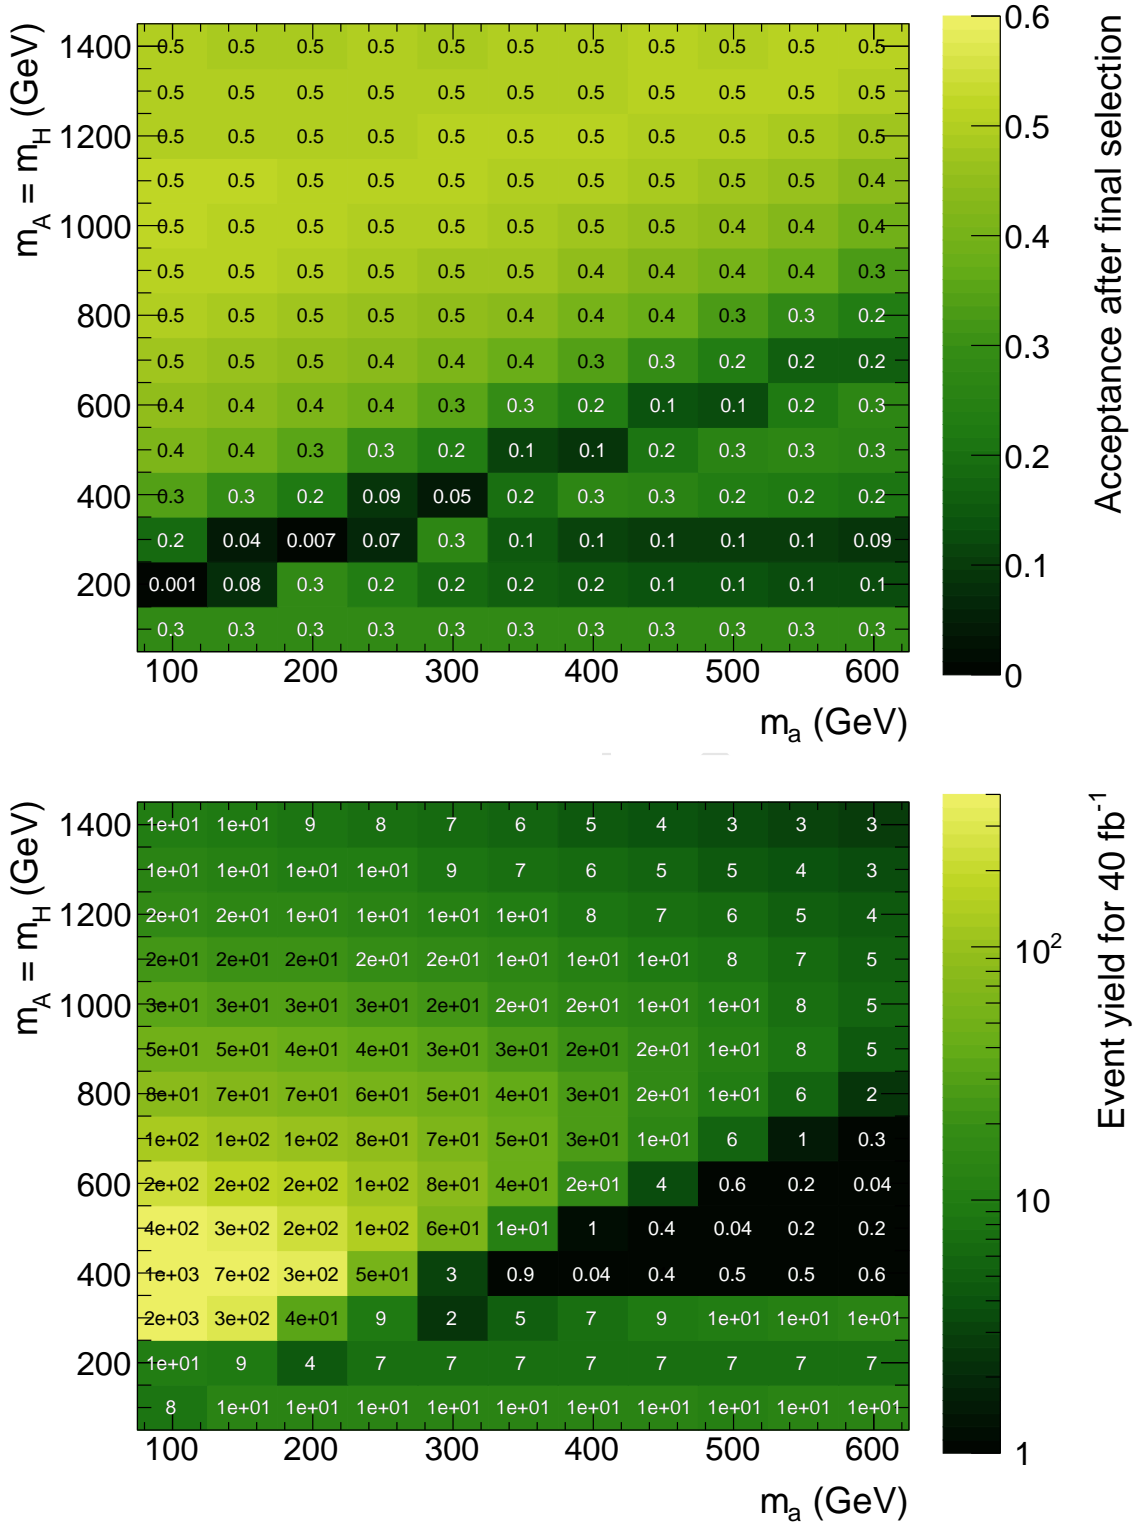 m_A = m_H (GeV)
1400 0.5 0.5 0.5 0.5 0.5 0.5 0.5 0.5 0.5 0.5 0.5
0.5 0.5 0.5 0.5 0.5 0.5 0.5 0.5 0.5 0.5 0.5
1200 0.5 0.5 0.5 0.5 0.5 0.5 0.5 0.5 0.5 0.5 0.5
0.5 0.5 0.5 0.5 0.5 0.5 0.5 0.5 0.5 0.5 0.4
1000 0.5 0.5 0.5 0.5 0.5 0.5 0.5 0.5 0.4 0.4 0.4
0.5 0.5 0.5 0.5 0.5 0.5 0.4 0.4 0.4 0.4 0.3
800 0.5 0.5 0.5 0.5 0.5 0.4 0.4 0.4 0.3 0.3 0.2
0.5 0.5 0.5 0.4 0.4 0.4 0.3 0.3 0.2 0.2 0.2
600 0.4 0.4 0.4 0.4 0.3 0.3 0.2 0.1 0.1 0.2 0.3
0.4 0.4 0.3 0.3 0.2 0.1 0.1 0.2 0.3 0.3 0.3
400 0.3 0.3 0.2 0.09 0.05 0.2 0.3 0.3 0.2 0.2 0.2
0.2 0.04 0.007 0.07 0.3 0.1 0.1 0.1 0.1 0.1 0.09
200 0.001 0.08 0.3 0.2 0.2 0.2 0.2 0.1 0.1 0.1 0.1
0.3 0.3 0.3 0.3 0.3 0.3 0.3 0.3 0.3 0.3 0.3
100 200 300 400 500 600
m_a (GeV)
0.6
0.5
0.4
0.3
0.2
0.1
0
Acceptance after final selection
m_A = m_H (GeV)
1400 1e+01 1e+01 9 8 7 6 5 4 3 3 3
1e+01 1e+01 1e+01 1e+01 9 7 6 5 5 4 3
1200 2e+01 2e+01 1e+01 1e+01 1e+01 1e+01 8 7 6 5 4
2e+01 2e+01 2e+01 2e+01 2e+01 1e+01 1e+01 1e+01 8 7 5
1000 3e+01 3e+01 3e+01 3e+01 2e+01 2e+01 2e+01 1e+01 1e+01 8 5
5e+01 5e+01 4e+01 4e+01 3e+01 3e+01 2e+01 2e+01 1e+01 8 5
800 8e+01 7e+01 7e+01 6e+01 5e+01 4e+01 3e+01 2e+01 1e+01 6 2
1e+02 1e+02 1e+02 8e+01 7e+01 5e+01 3e+01 1e+01 6 1 0.3
600 2e+02 2e+02 2e+02 1e+02 8e+01 4e+01 2e+01 4 0.6 0.2 0.04
4e+02 3e+02 2e+02 1e+02 6e+01 1e+01 1 0.4 0.04 0.2 0.2
400 1e+03 7e+02 3e+02 5e+01 3 0.9 0.04 0.4 0.5 0.5 0.6
2e+03 3e+02 4e+01 9 2 5 7 9 1e+01 1e+01 1e+01
200 1e+01 9 4 7 7 7 7 7 7 7 7
8 1e+01 1e+01 1e+01 1e+01 1e+01 1e+01 1e+01 1e+01 1e+01 1e+01
100 200 300 400 500 600
m_a (GeV)
10²
10
1
Event yield for 40 fb⁻¹